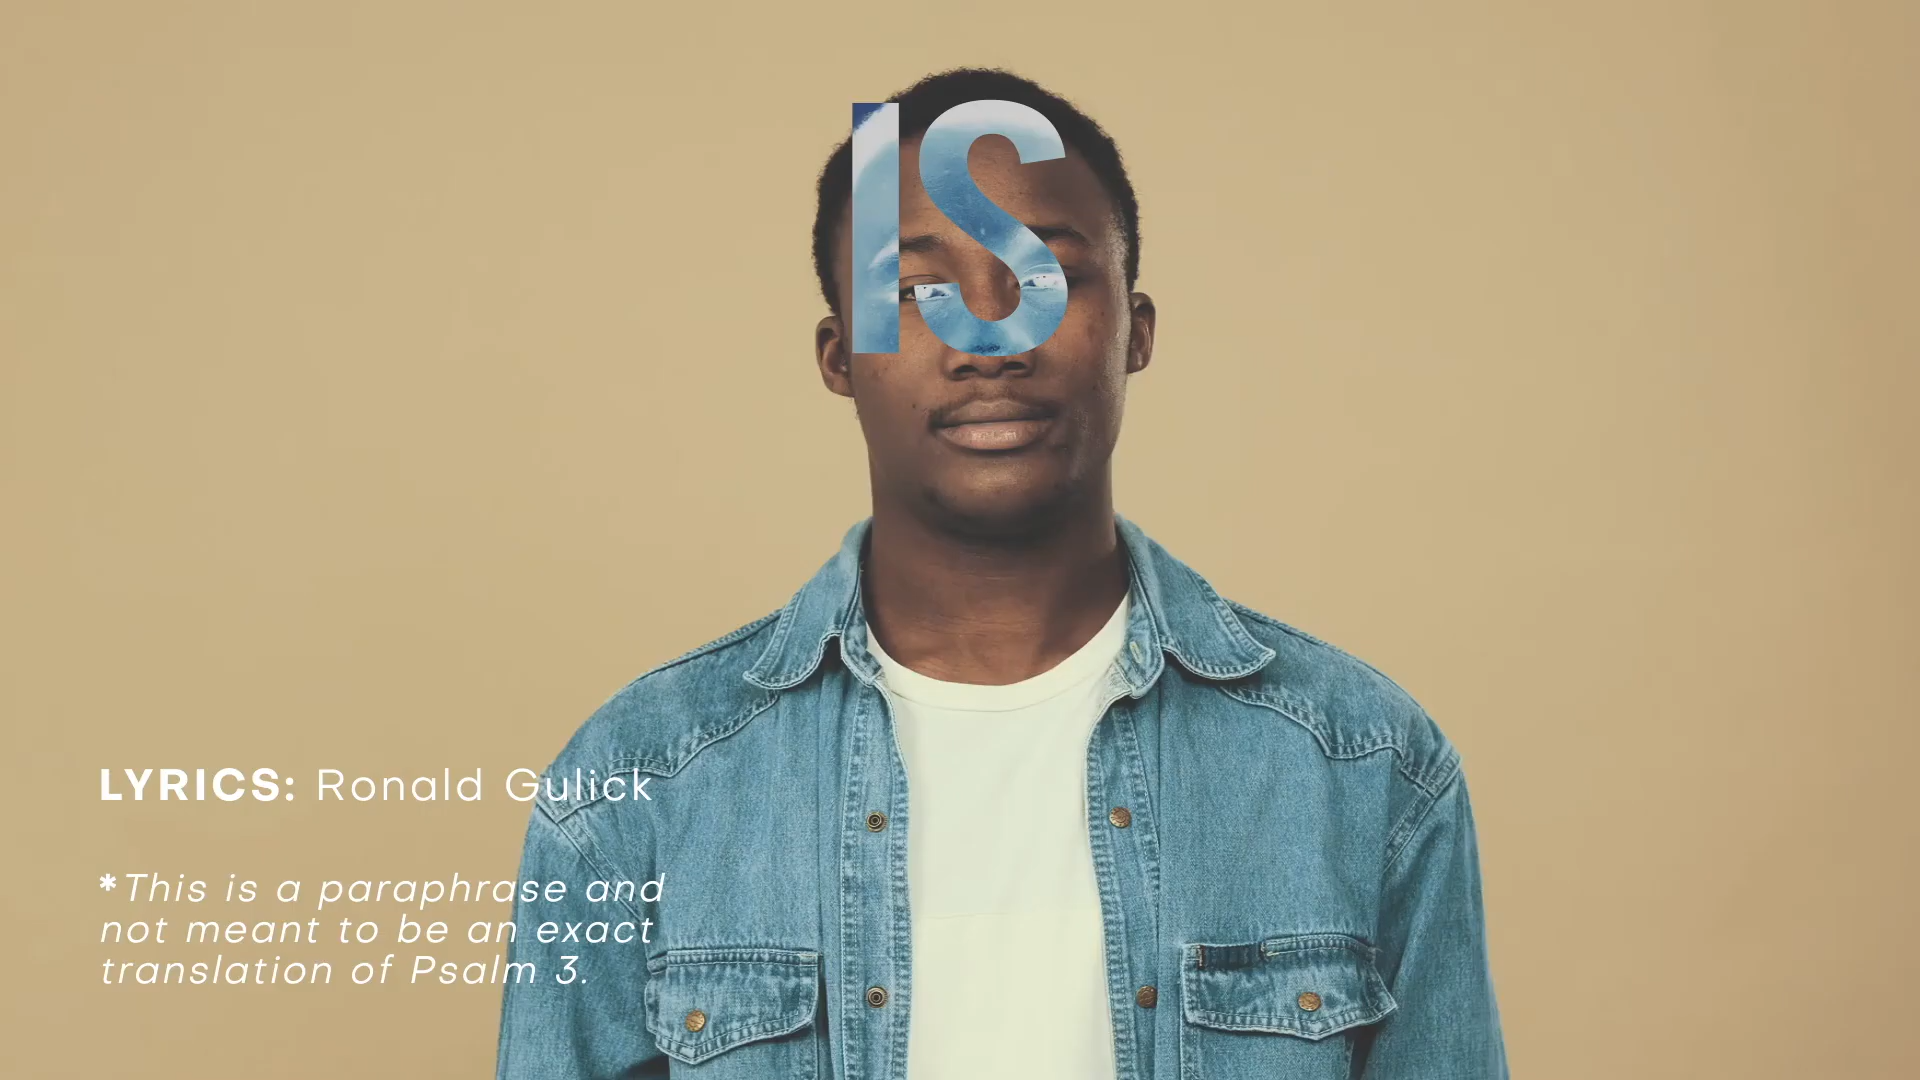 IS
LYRICS: Ronald Gulick
*This is a paraphrase and
not meant to be an exact
translation of Psalm 3.